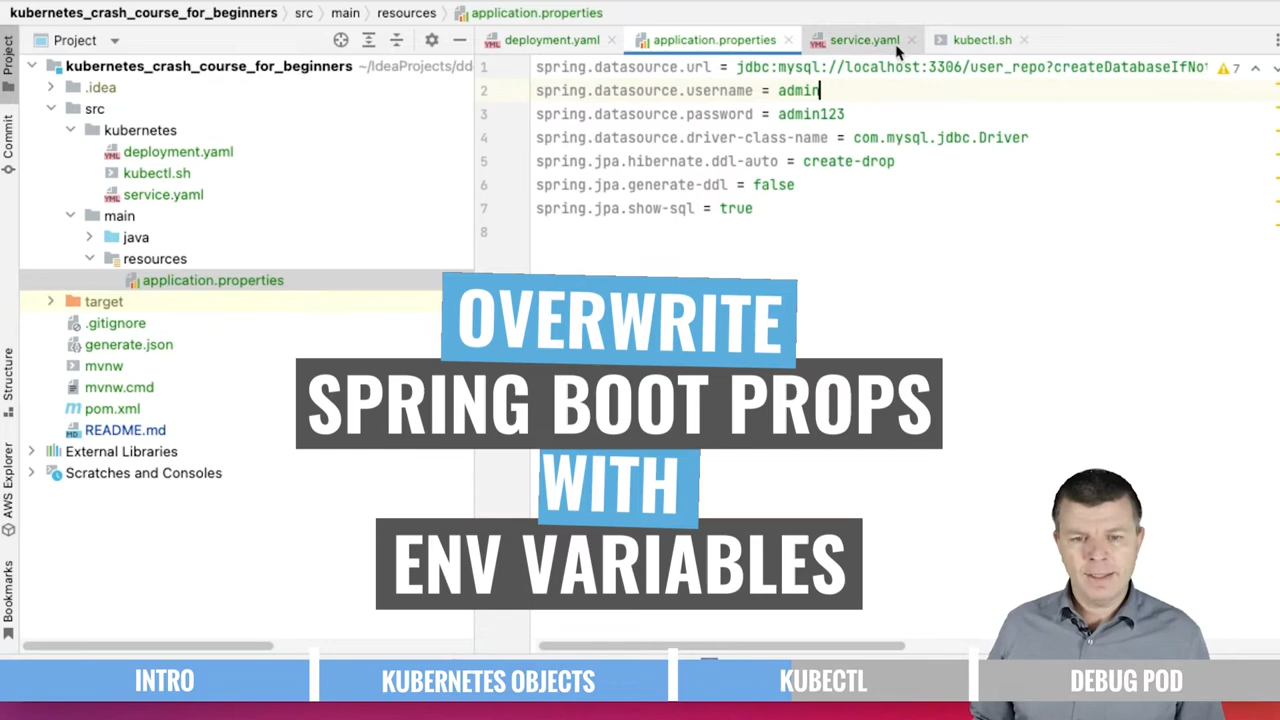 kubernetes_crash_course_for_beginners > src > main > resources > application.properties
Project
deployment.yaml
application.properties
service.yaml
kubectl.sh
kubernetes_crash_course_for_beginners ~/IdeaProjects/dd
.idea
src
kubernetes
deployment.yaml
kubectl.sh
service.yaml
main
java
resources
application.properties
target
.gitignore
generate.json
mvnw
mvnw.cmd
pom.xml
README.md
External Libraries
Scratches and Consoles
Project
Commit
Structure
AWS Explorer
Bookmarks
1 spring.datasource.url = jdbc:mysql://localhost:3306/user_repo?createDatabaseIfNot
7
2 spring.datasource.username = admin
3 spring.datasource.password = admin123
4 spring.datasource.driver-class-name = com.mysql.jdbc.Driver
5 spring.jpa.hibernate.ddl-auto = create-drop
6 spring.jpa.generate-ddl = false
7 spring.jpa.show-sql = true
8
OVERWRITE
SPRING BOOT PROPS
WITH
ENV VARIABLES
INTRO
KUBERNETES OBJECTS
KUBECTL
DEBUG POD